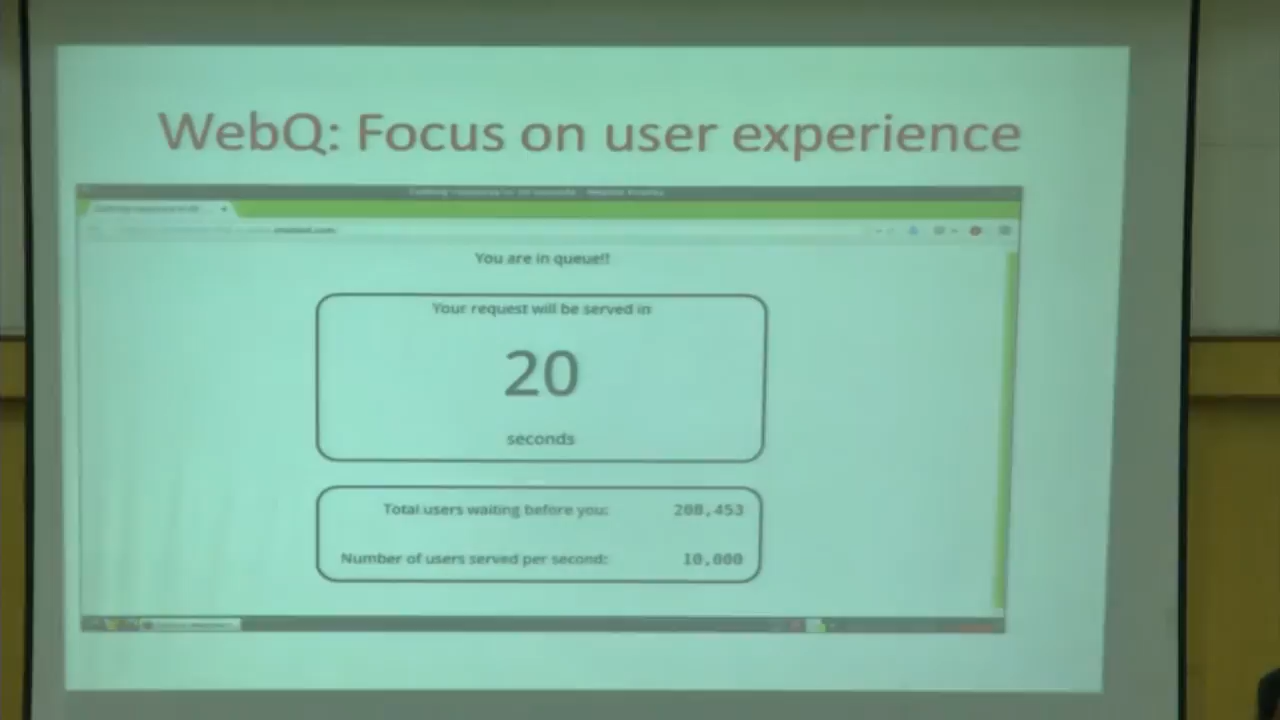 WebQ: Focus on user experience
You are in queue!!
Your request will be served in
20
seconds
Total users waiting before you: 208,453
Number of users served per second: 10,000